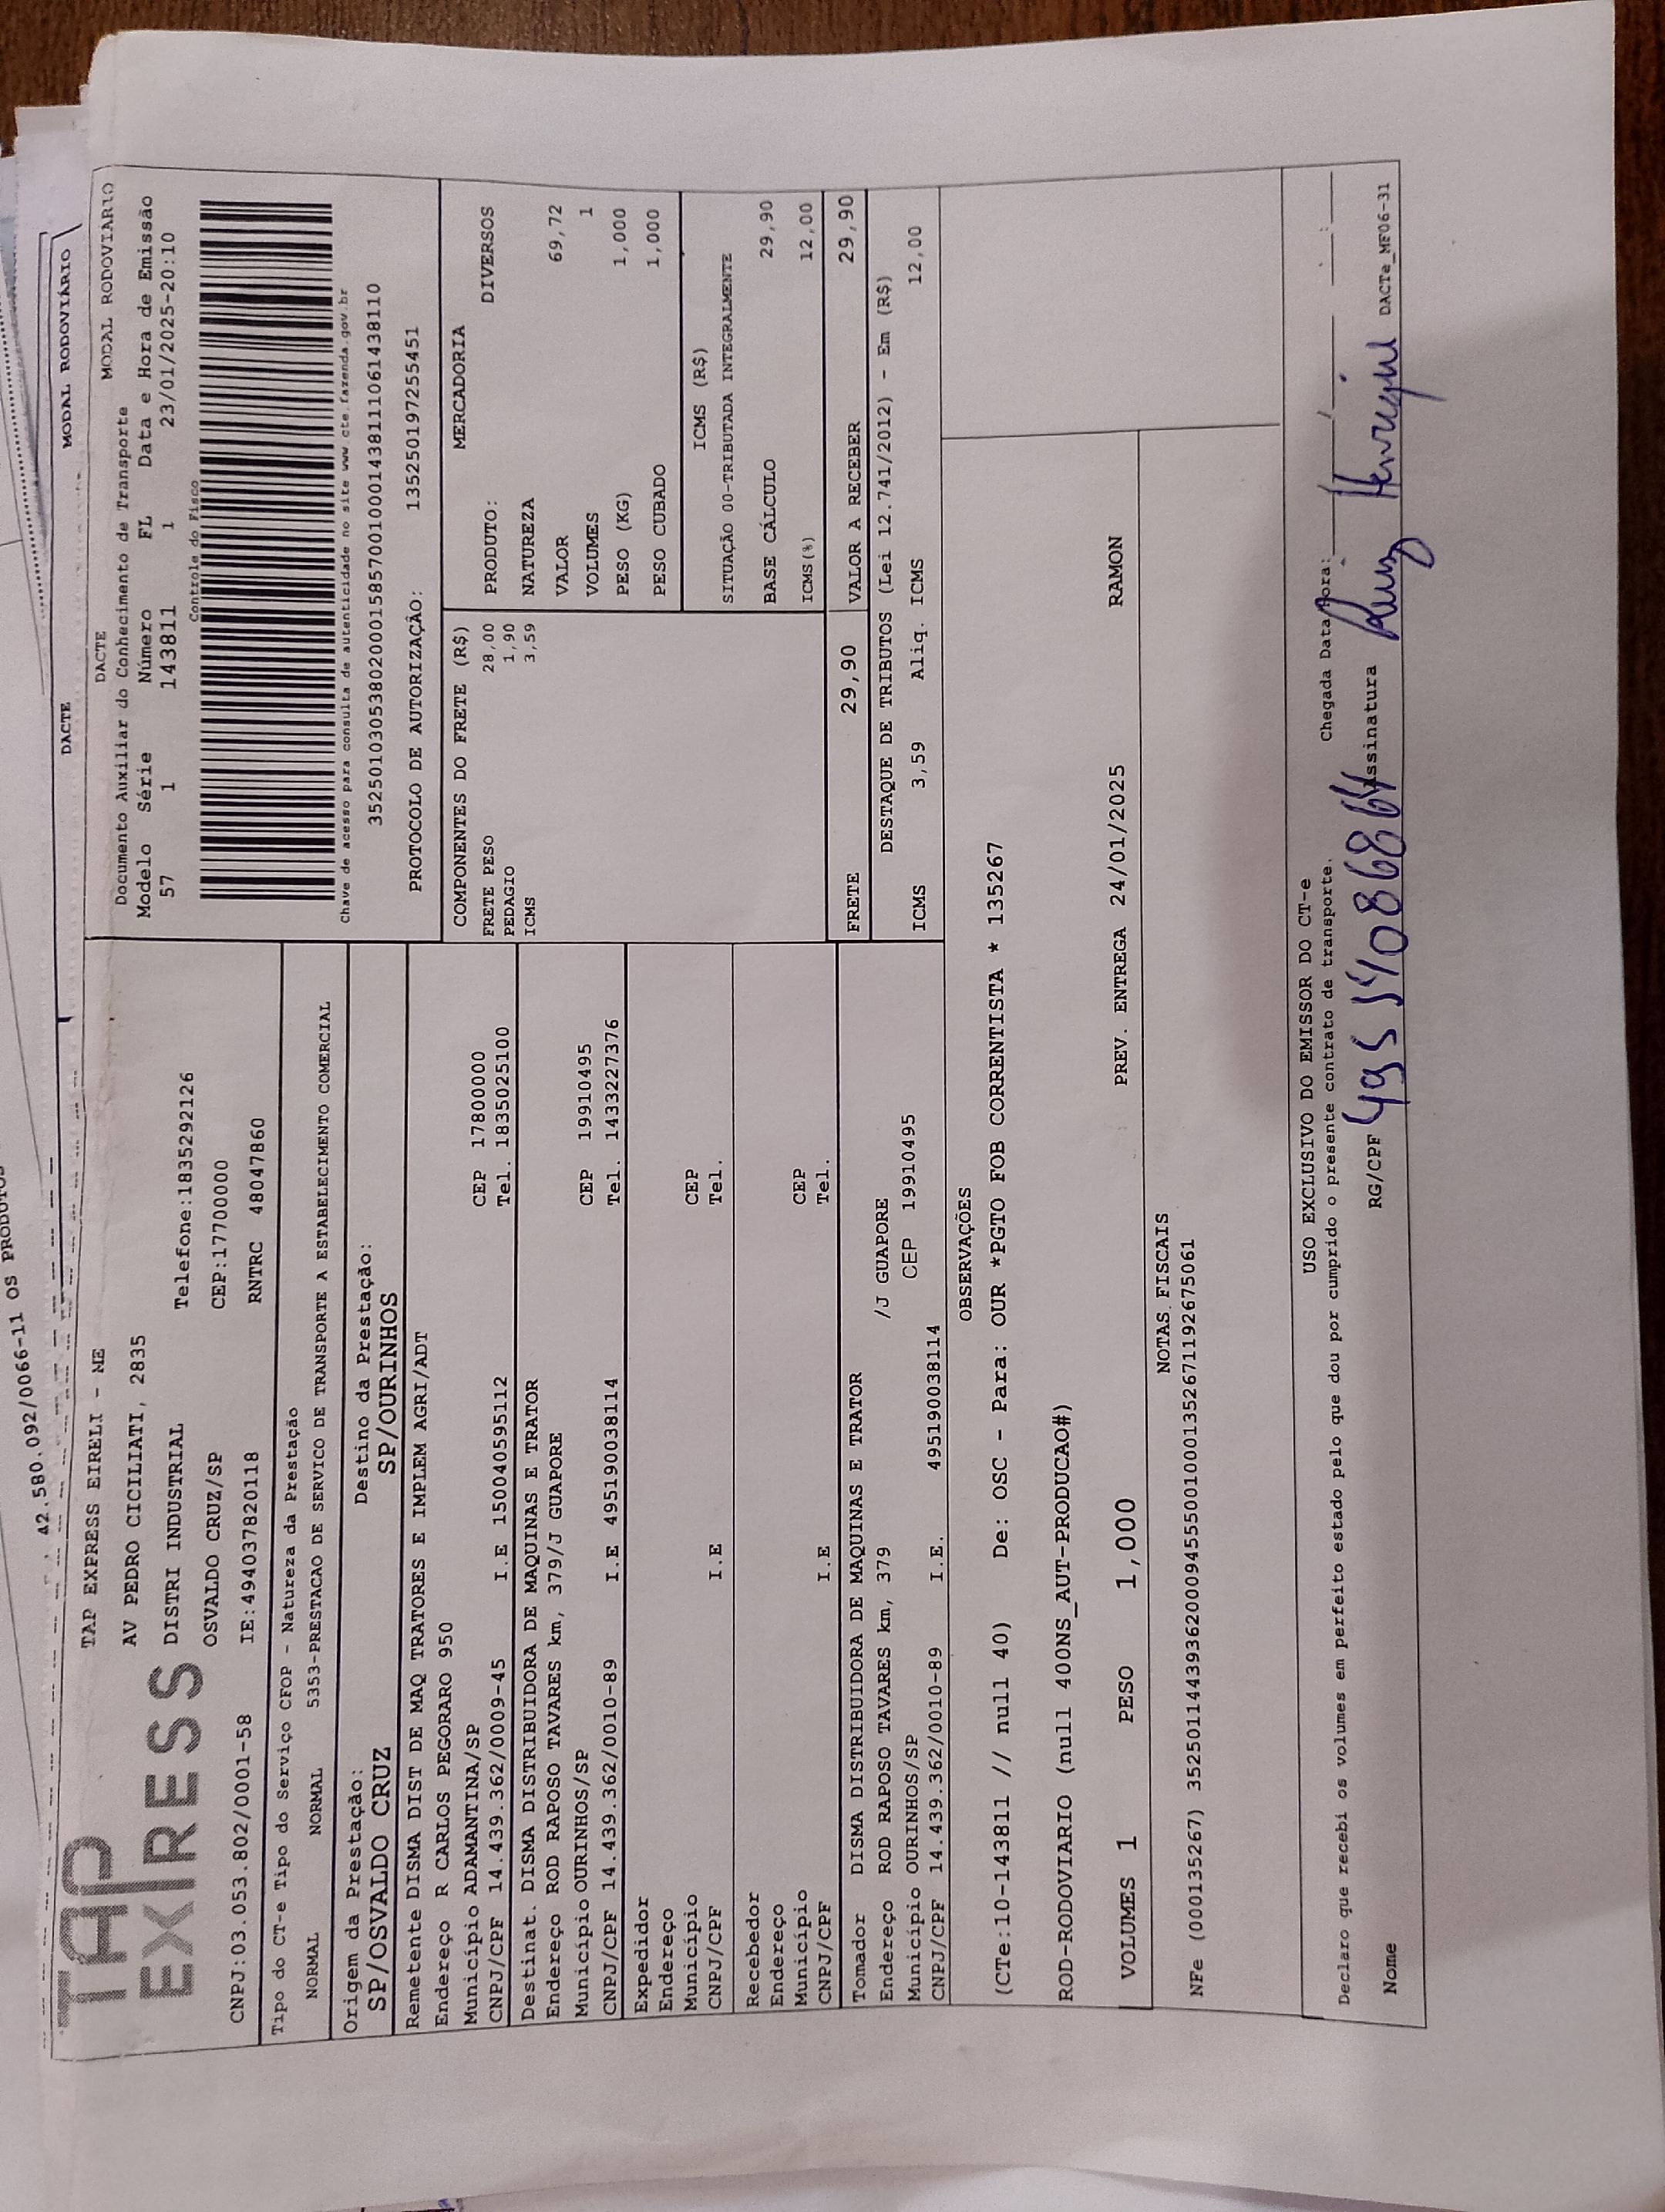 42.580.092/0066-11 OS PRODUTOS
DACTE MODAL RODOVIÁRIO
TAP
EXPRESS
TAP EXPRESS EIRELI - ME
AV PEDRO CICILIATI, 2835
DISTRI INDUSTRIAL Telefone:1835292126
OSVALDO CRUZ/SP CEP:17700000
CNPJ:03.053.802/0001-58 IE:494037820118 RNTRC 48047860
DACTE MODAL RODOVIARIO
Documento Auxiliar do Conhecimento de Transporte
Modelo Série Número FL Data e Hora de Emissão
57 1 143811 1 23/01/2025-20:10
Controle do Fisco
Chave de acesso para consulta de autenticidade no site www.cte.fazenda.gov.br
35250103053802000158570010001438111061438110
PROTOCOLO DE AUTORIZAÇÃO: 135250197255451
Tipo do CT-e Tipo do Serviço CFOP - Natureza da Prestação
NORMAL NORMAL 5353-PRESTACAO DE SERVICO DE TRANSPORTE A ESTABELECIMENTO COMERCIAL
Origem da Prestação: Destino da Prestação:
SP/OSVALDO CRUZ SP/OURINHOS
Remetente DISMA DIST DE MAQ TRATORES E IMPLEM AGRI/ADT
Endereço R CARLOS PEGORARO 950
Município ADAMANTINA/SP CEP 17800000
CNPJ/CPF 14.439.362/0009-45 I.E 150040595112 Tel. 1835025100
Destinat. DISMA DISTRIBUIDORA DE MAQUINAS E TRATOR
Endereço ROD RAPOSO TAVARES km, 379/J GUAPORE
Município OURINHOS/SP CEP 19910495
CNPJ/CPF 14.439.362/0010-89 I.E 495190038114 Tel. 1433227376
Expedidor
Endereço
Município CEP
CNPJ/CPF I.E Tel.
Recebedor
Endereço
Município CEP
CNPJ/CPF I.E Tel.
Tomador DISMA DISTRIBUIDORA DE MAQUINAS E TRATOR
Endereço ROD RAPOSO TAVARES km, 379 /J GUAPORE
Município OURINHOS/SP CEP 19910495
CNPJ/CPF 14.439.362/0010-89 I.E. 495190038114
COMPONENTES DO FRETE (R$)
FRETE PESO 28,00
PEDAGIO 1,90
ICMS 3,59
MERCADORIA
PRODUTO: DIVERSOS
NATUREZA
VALOR 69,72
VOLUMES 1
PESO (KG) 1,000
PESO CUBADO 1,000
ICMS (R$)
SITUAÇÃO 00-TRIBUTADA INTEGRALMENTE
BASE CÁLCULO 29,90
ICMS(%) 12,00
FRETE 29,90 VALOR A RECEBER 29,90
DESTAQUE DE TRIBUTOS (Lei 12.741/2012) - Em (R$)
ICMS 3,59 Aliq. ICMS 12,00
OBSERVAÇÕES
(CTe:10-143811 // null 40) De: OSC - Para: OUR *PGTO FOB CORRENTISTA * 135267
ROD-RODOVIARIO (null 400NS_AUT-PRODUCAO#)
VOLUMES 1 PESO 1,000 PREV. ENTREGA 24/01/2025 RAMON
NOTAS FISCAIS
NFe (000135267) 35250114439362000945550010001352671192675061
USO EXCLUSIVO DO EMISSOR DO CT-e
Declaro que recebi os volumes em perfeito estado pelo que dou por cumprido o presente contrato de transporte. Chegada Data/Hora: / / :
Nome RG/CPF Assinatura Henrique DACTe_MF06-31